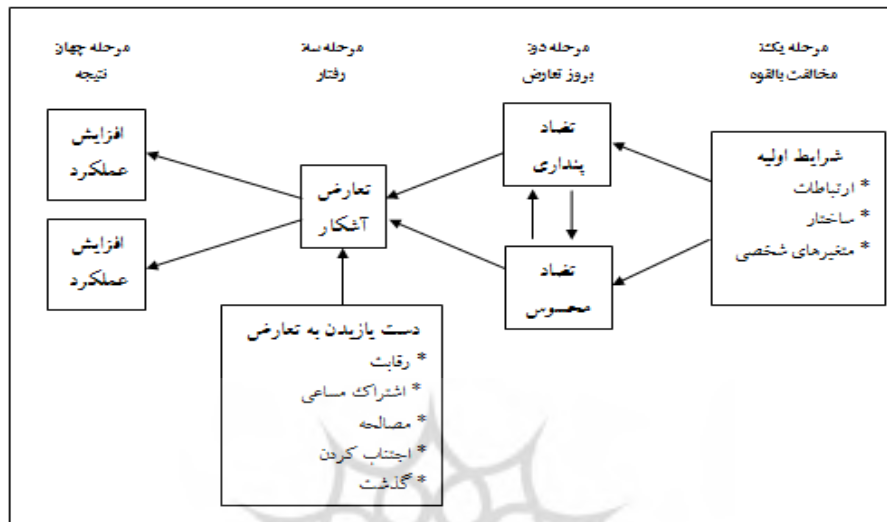 مرحله یکم:
مخالفت بالقوه
مرحله دوم:
بروز تعارض
مرحله سه:
رفتار
مرحله چهار:
نتیجه
شرایط اولیه
* ارتباطات
* ساختار
* متغیرهای شخصی
تضاد
پنداری
تضاد
محسوس
تعارض
آشکار
دست یازیدن به تعارض
* رقابت
* اشتراک مساعی
* مصالحه
* اجتناب کردن
* گذشت
افزایش
عملکرد
افزایش
عملکرد